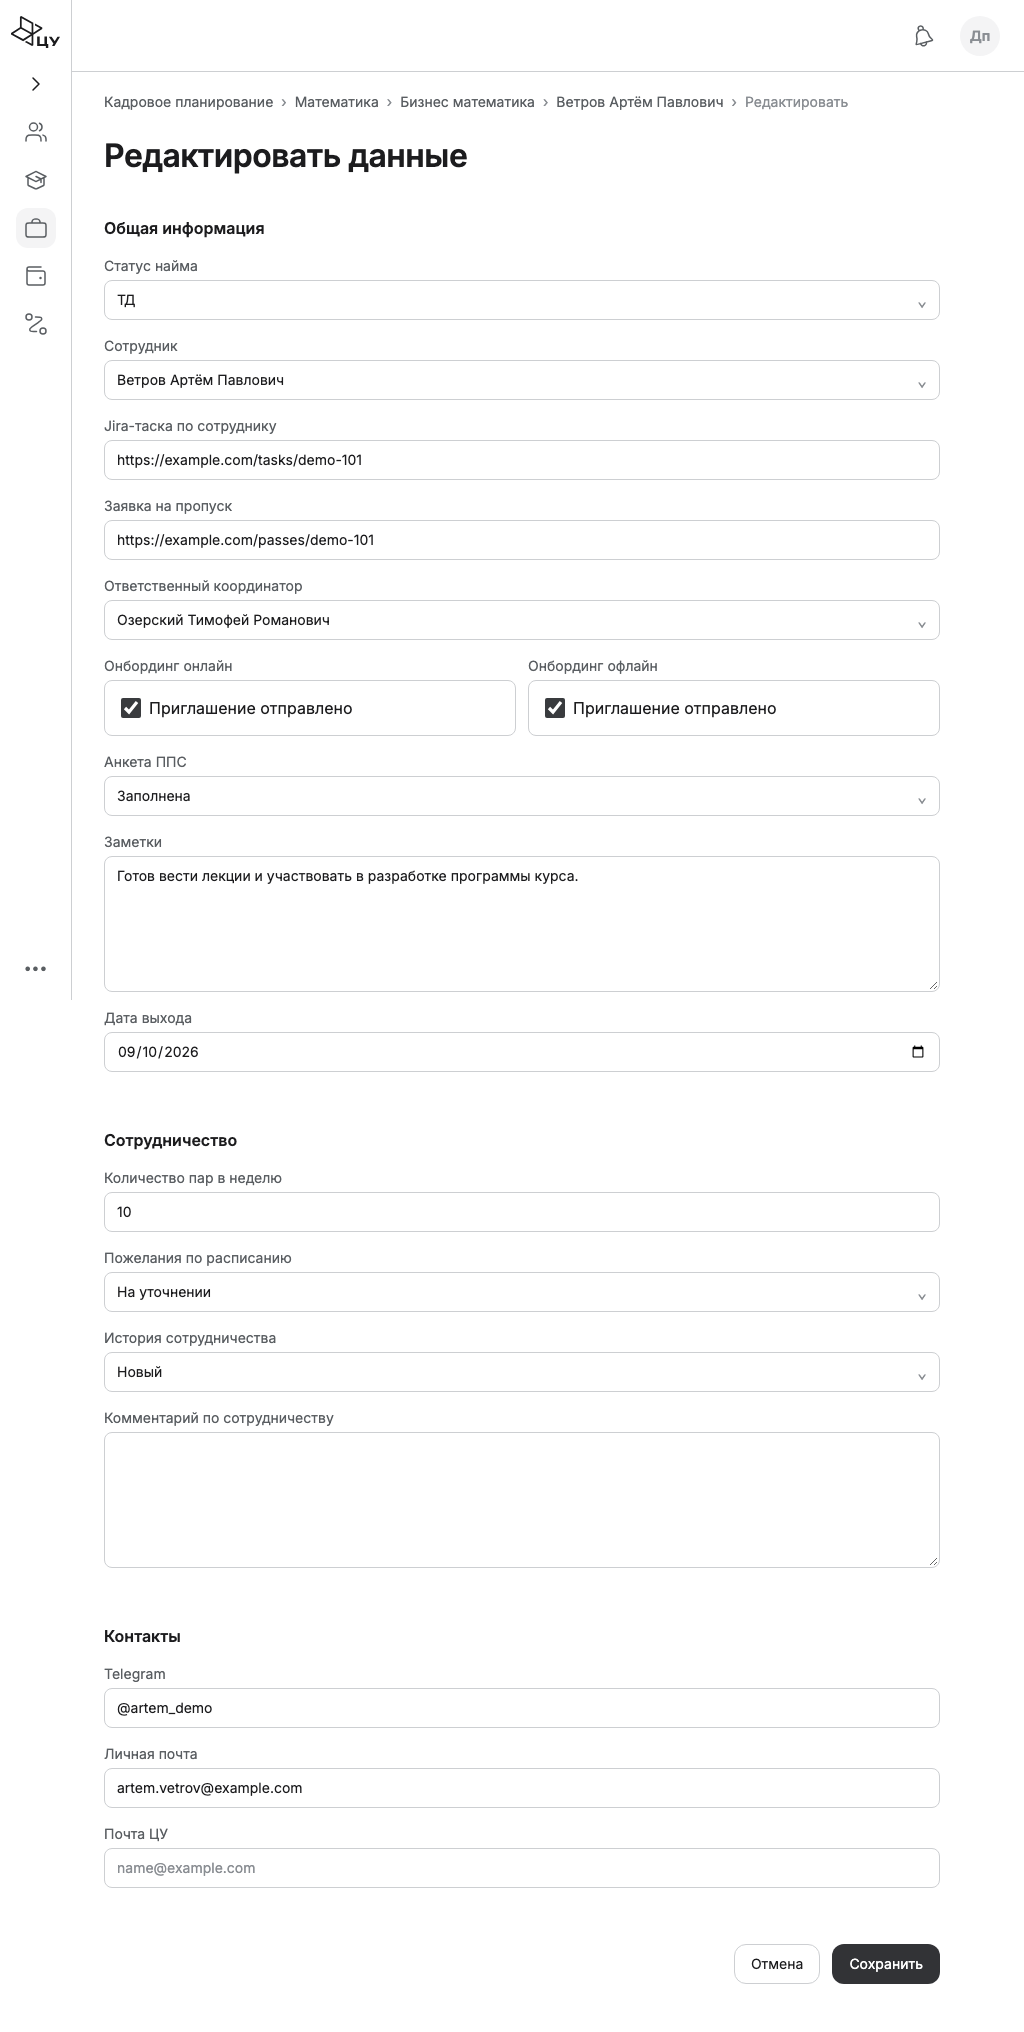 ЦУ
Дп
Кадровое планирование › Математика › Бизнес математика › Ветров Артём Павлович › Редактировать
Редактировать данные
Общая информация
Статус найма
ТД
Сотрудник
Ветров Артём Павлович
Jira-таска по сотруднику
https://example.com/tasks/demo-101
Заявка на пропуск
https://example.com/passes/demo-101
Ответственный координатор
Озерский Тимофей Романович
Онбординг онлайн
Онбординг офлайн
Приглашение отправлено
Приглашение отправлено
Анкета ППС
Заполнена
Заметки
Готов вести лекции и участвовать в разработке программы курса.
Дата выхода
09/10/2026
Сотрудничество
Количество пар в неделю
10
Пожелания по расписанию
На уточнении
История сотрудничества
Новый
Комментарий по сотрудничеству
Контакты
Telegram
@artem_demo
Личная почта
artem.vetrov@example.com
Почта ЦУ
name@example.com
Отмена
Сохранить